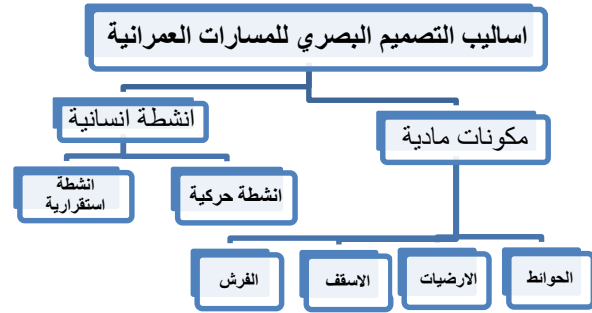 اساليب التصميم البصري للمسارات العمرانية
مكونات مادية
انشطة انسانية
انشطة حركية
انشطة
استقرارية
الحوائط
الارضيات
الاسقف
الفرش